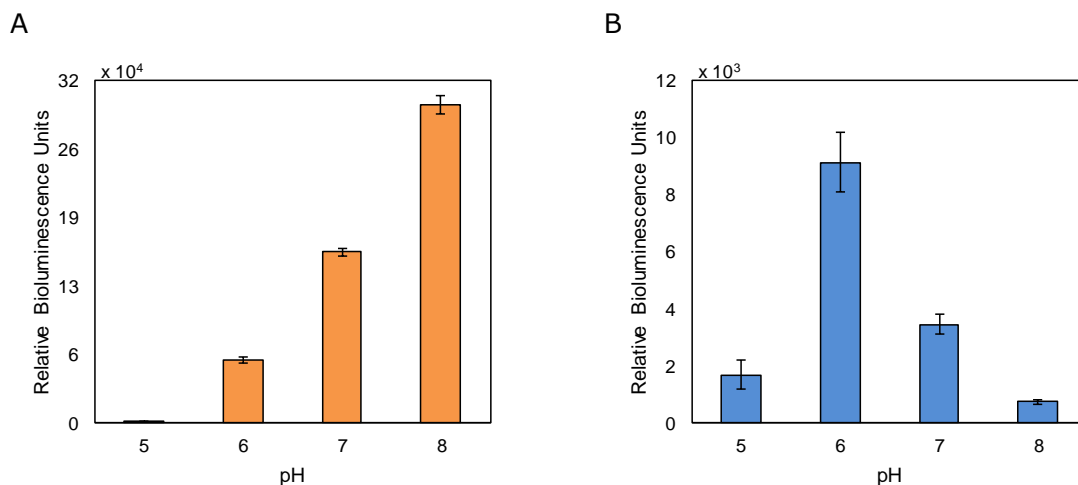 A
x 10⁴
Relative Bioluminescence Units
32
26
19
13
6
0
5 6 7 8
pH
B
x 10³
Relative Bioluminescence Units
12
10
8
6
4
2
0
5 6 7 8
pH